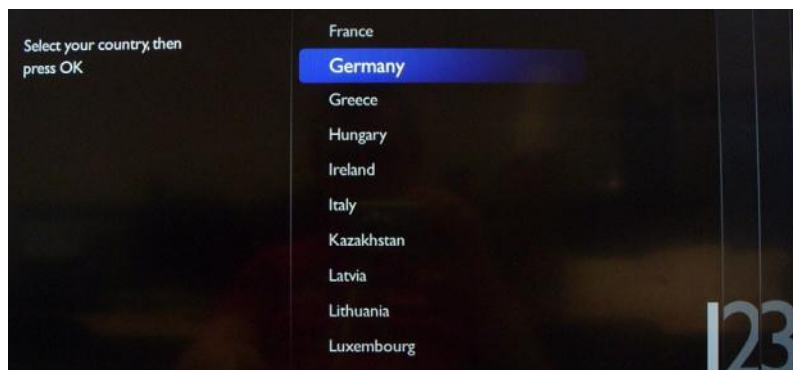 Select your country, then
press OK
France
Germany
Greece
Hungary
Ireland
Italy
Kazakhstan
Latvia
Lithuania
Luxembourg
123